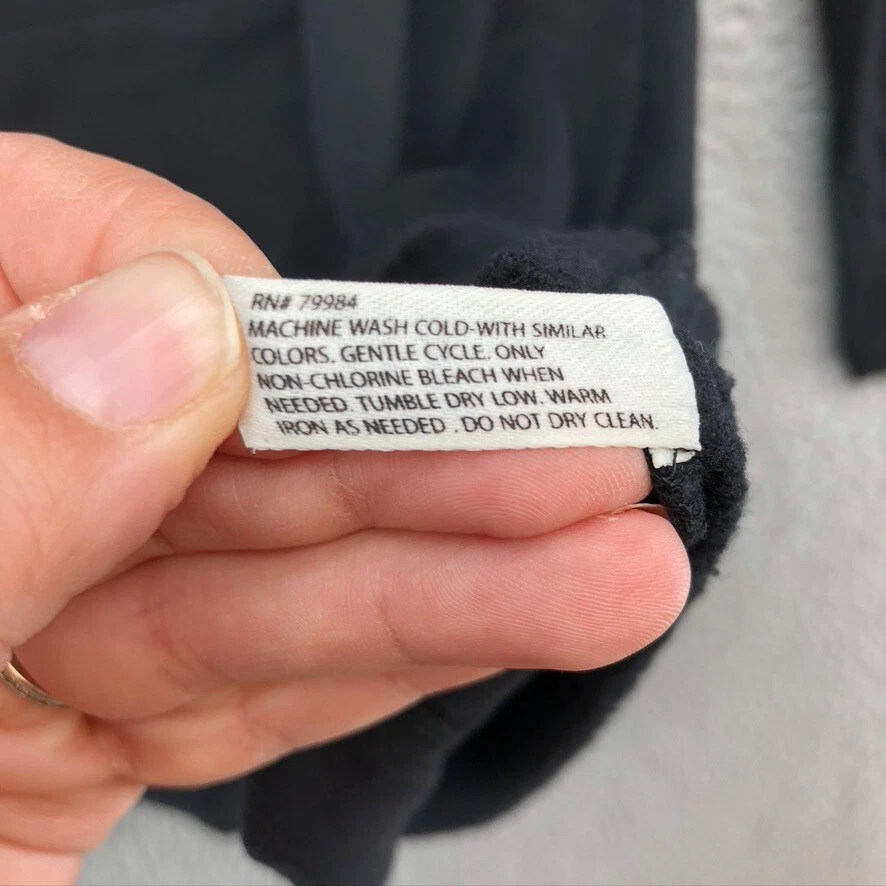 RN# 79984
MACHINE WASH COLD-WITH SIMILAR
COLORS. GENTLE CYCLE. ONLY
NON-CHLORINE BLEACH WHEN
NEEDED. TUMBLE DRY LOW. WARM
IRON AS NEEDED . DO NOT DRY CLEAN.